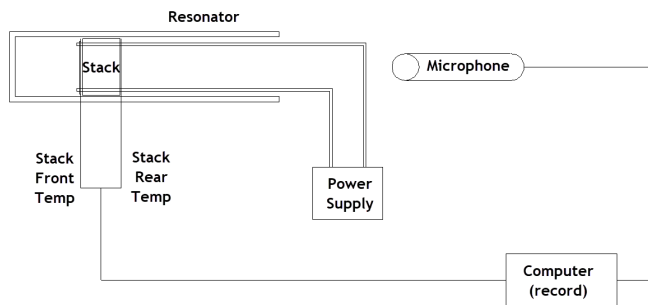 Resonator
Stack
Microphone
Stack
Front
Temp
Stack
Rear
Temp
Power
Supply
Computer
(record)